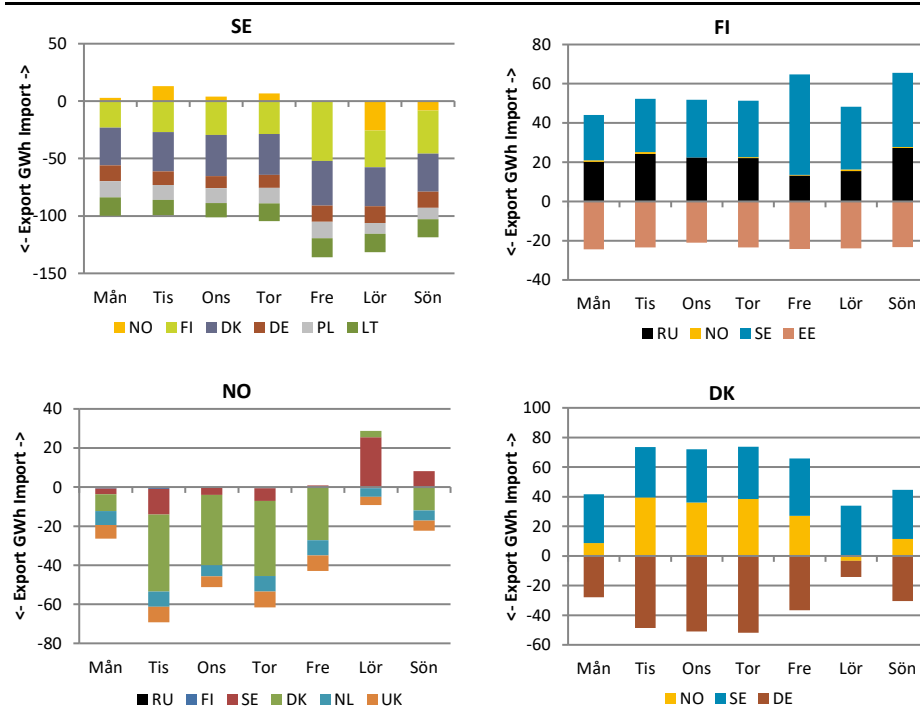 SE
<- Export GWh Import ->
50
0
-50
-100
-150
Mån Tis Ons Tor Fre Lör Sön
NO FI DK DE PL LT
FI
<- Export GWh Import ->
80
60
40
20
0
-20
-40
Mån Tis Ons Tor Fre Lör Sön
RU NO SE EE
NO
<- Export GWh Import ->
40
20
0
-20
-40
-60
-80
Mån Tis Ons Tor Fre Lör Sön
RU FI SE DK NL UK
DK
<- Export GWh Import ->
100
80
60
40
20
0
-20
-40
-60
Mån Tis Ons Tor Fre Lör Sön
NO SE DE